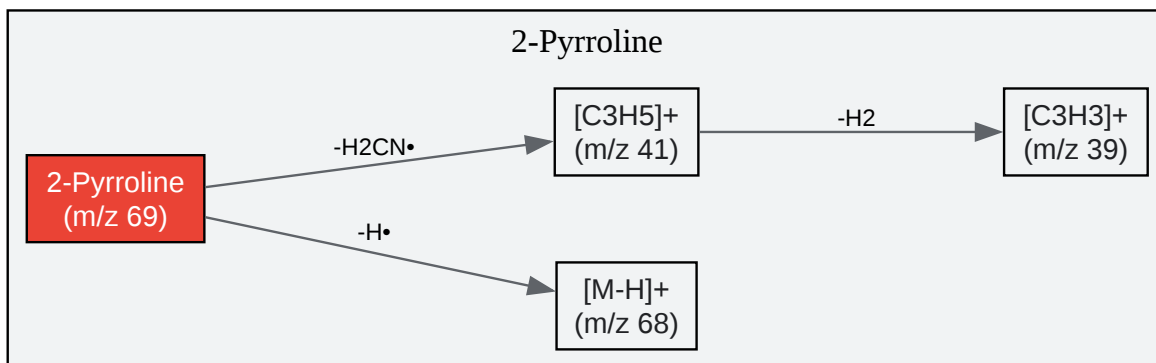 2-Pyrroline
2-Pyrroline
(m/z 69)
-H2CN•
[C3H5]+
(m/z 41)
-H2
[C3H3]+
(m/z 39)
-H•
[M-H]+
(m/z 68)